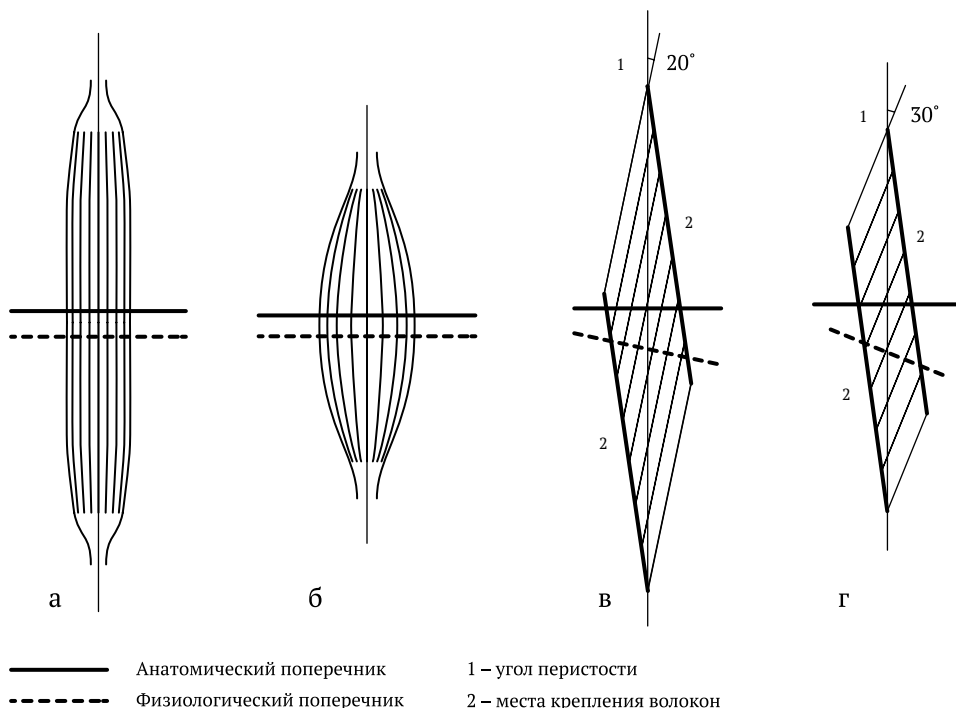 1
20°
1
30°
2
2
2
2
а
б
в
г
Анатомический поперечник
1 – угол перистости
Физиологический поперечник
2 – места крепления волокон